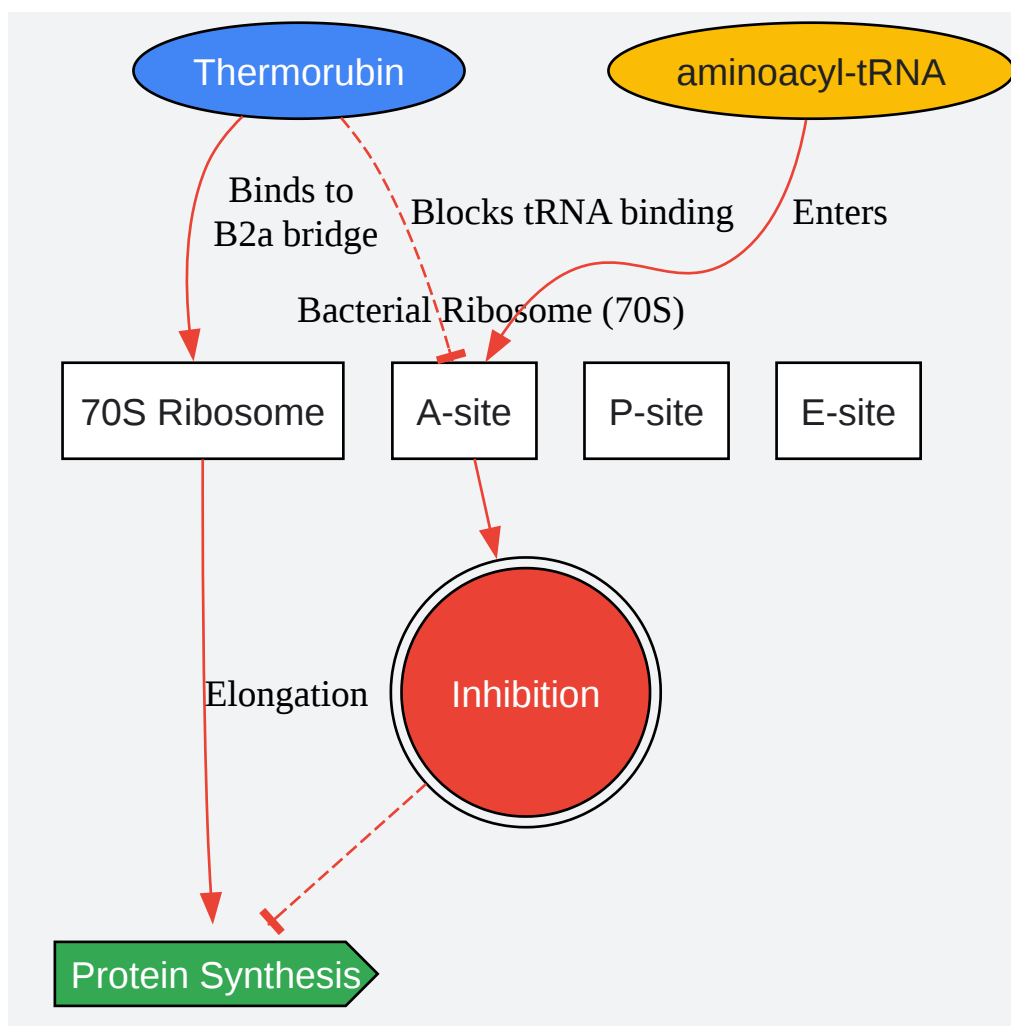 Thermorubin
aminoacyl-tRNA
Binds to
B2a bridge
Blocks tRNA binding
Enters
Bacterial Ribosome (70S)
70S Ribosome
A-site
P-site
E-site
Elongation
Inhibition
Protein Synthesis